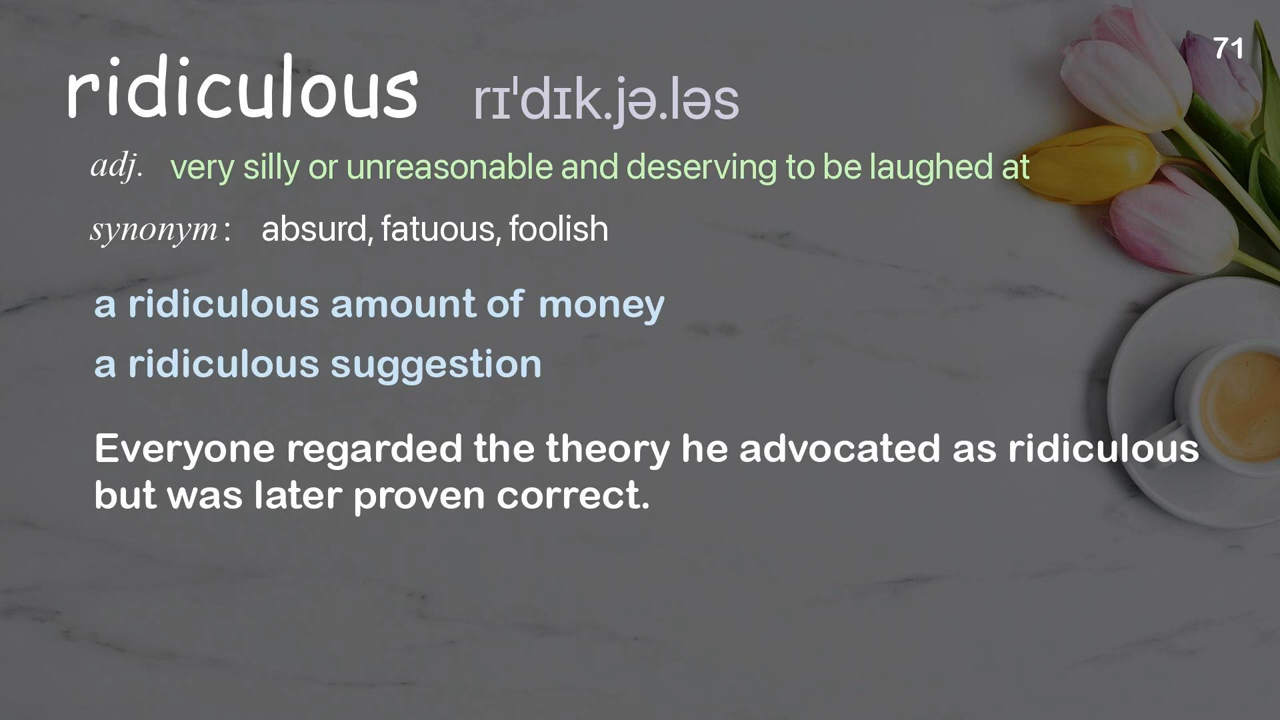 71
ridiculous rɪˈdɪk.jə.ləs
adj. very silly or unreasonable and deserving to be laughed at
synonym: absurd, fatuous, foolish
a ridiculous amount of money
a ridiculous suggestion
Everyone regarded the theory he advocated as ridiculous
but was later proven correct.